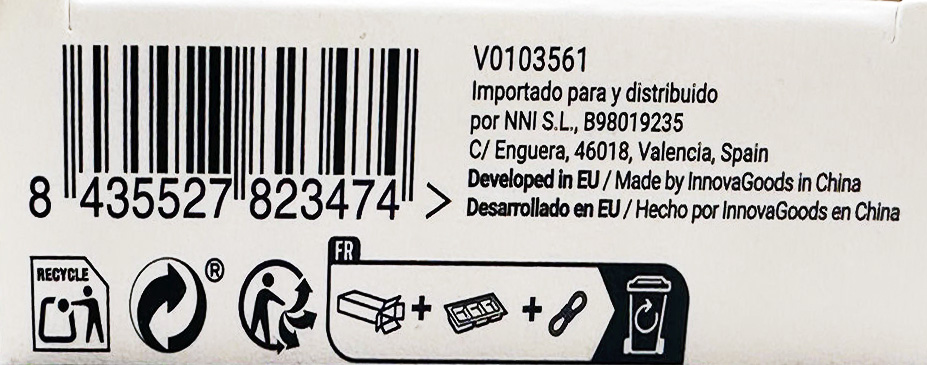 V0103561
Importado para y distribuido
por NNI S.L., B98019235
C/ Enguera, 46018, Valencia, Spain
Developed in EU / Made by InnovaGoods in China
Desarrollado en EU / Hecho por InnovaGoods en China
8 435527 823474 >
RECYCLE
®
FR